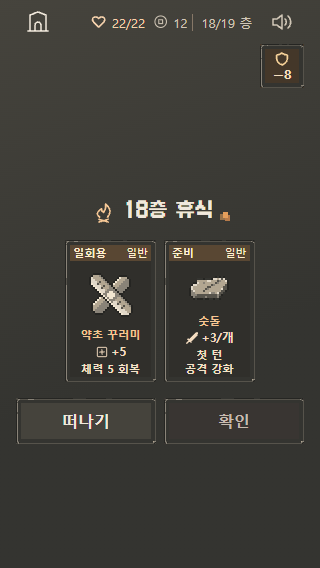 22/22 12 18/19 층
−8
18층 휴식
일회용 일반
약초 꾸러미
+5
체력 5 회복
준비 일반
숫돌
+3/개
첫 턴
공격 강화
떠나기
확인